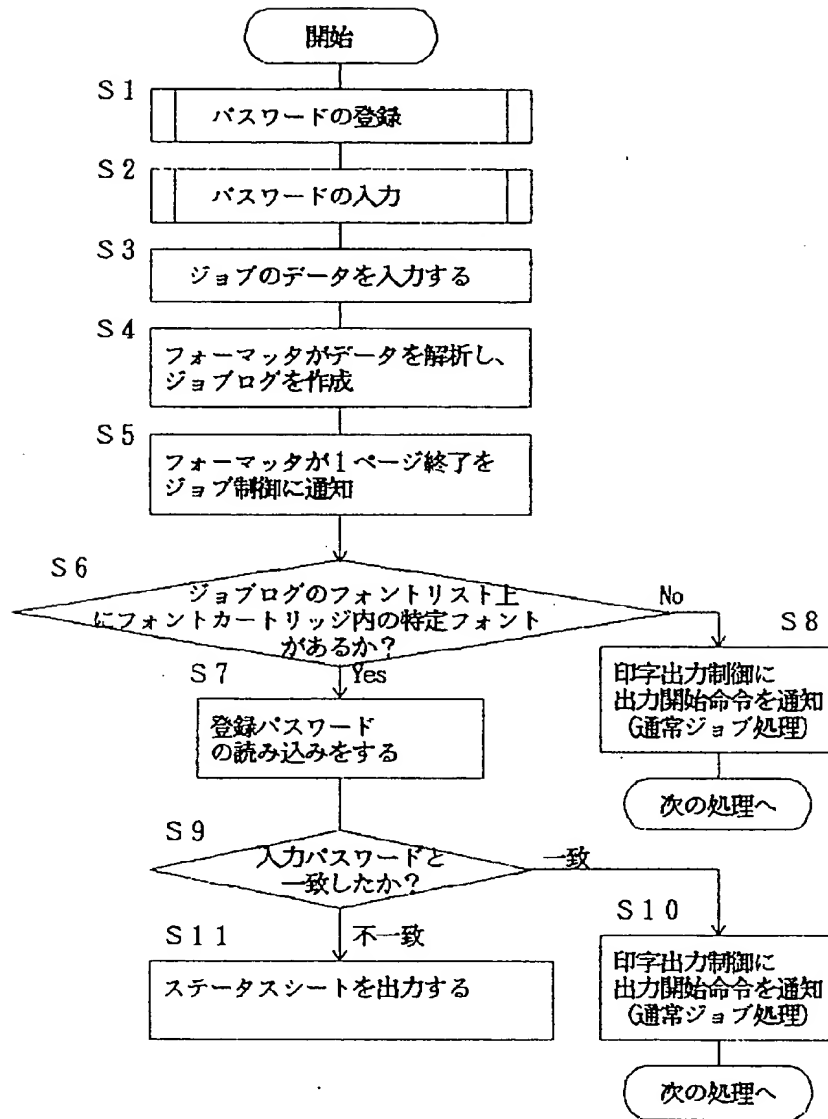 開始
S1
パスワードの登録
S2
パスワードの入力
S3
ジョブのデータを入力する
S4
フォーマッタがデータを解析し、
ジョブログを作成
S5
フォーマッタが1ページ終了を
ジョブ制御に通知
S6
ジョブログのフォントリスト上
にフォントカートリッジ内の特定フォント
があるか?
No
S8
印字出力制御に
出力開始命令を通知
(通常ジョブ処理)
次の処理へ
S7
Yes
登録パスワード
の読み込みをする
S9
入力パスワードと
一致したか?
一致
S10
印字出力制御に
出力開始命令を通知
(通常ジョブ処理)
次の処理へ
S11
不一致
ステータスシートを出力する